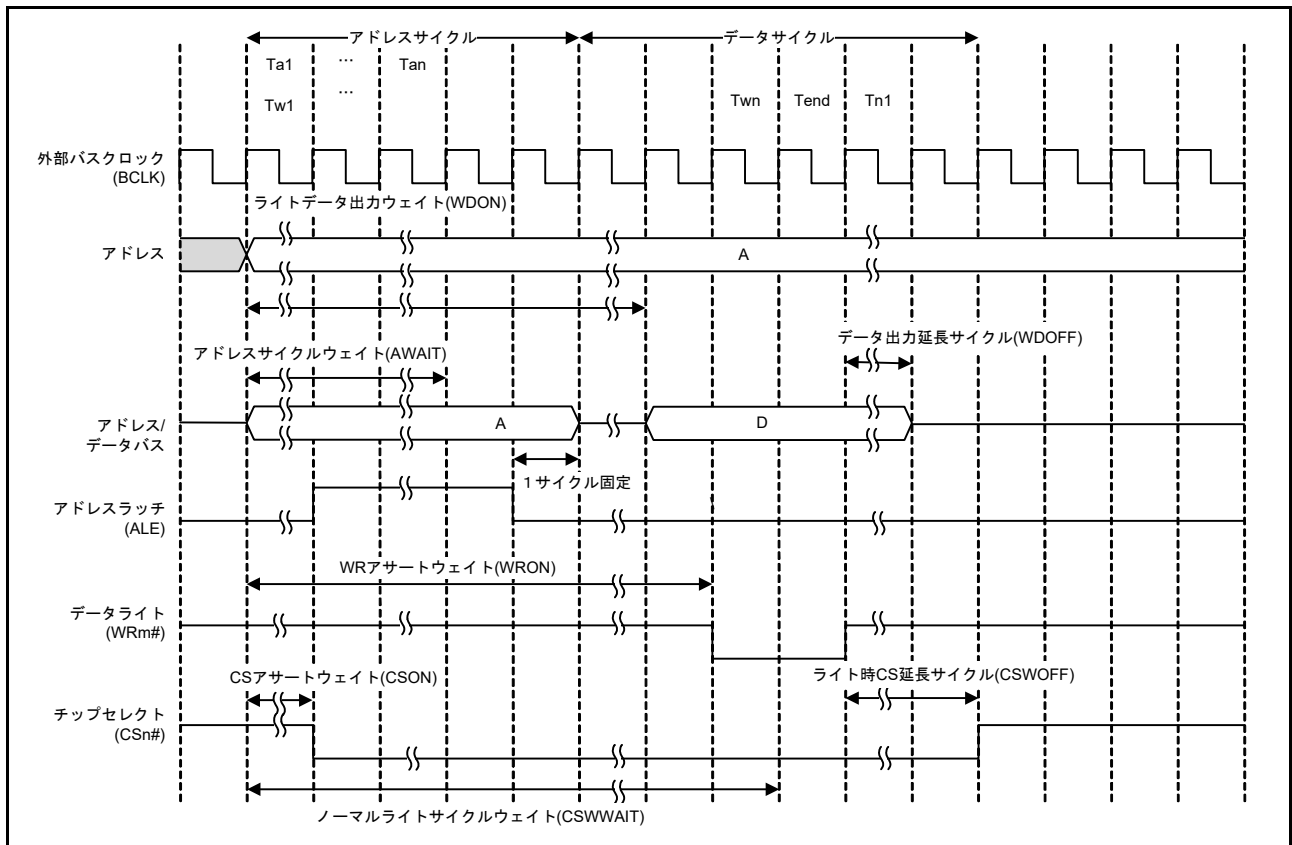 アドレスサイクル データサイクル
Ta1 … Tan
Tw1 … Twn Tend Tn1
外部バスクロック
(BCLK)
ライトデータ出力ウェイト(WDON)
アドレス
A
データ出力延長サイクル(WDOFF)
アドレスサイクルウェイト(AWAIT)
アドレス/
データバス
A D
1サイクル固定
アドレスラッチ
(ALE)
WRアサートウェイト(WRON)
データライト
(WRm#)
CSアサートウェイト(CSON) ライト時CS延長サイクル(CSWOFF)
チップセレクト
(CSn#)
ノーマルライトサイクルウェイト(CSWWAIT)